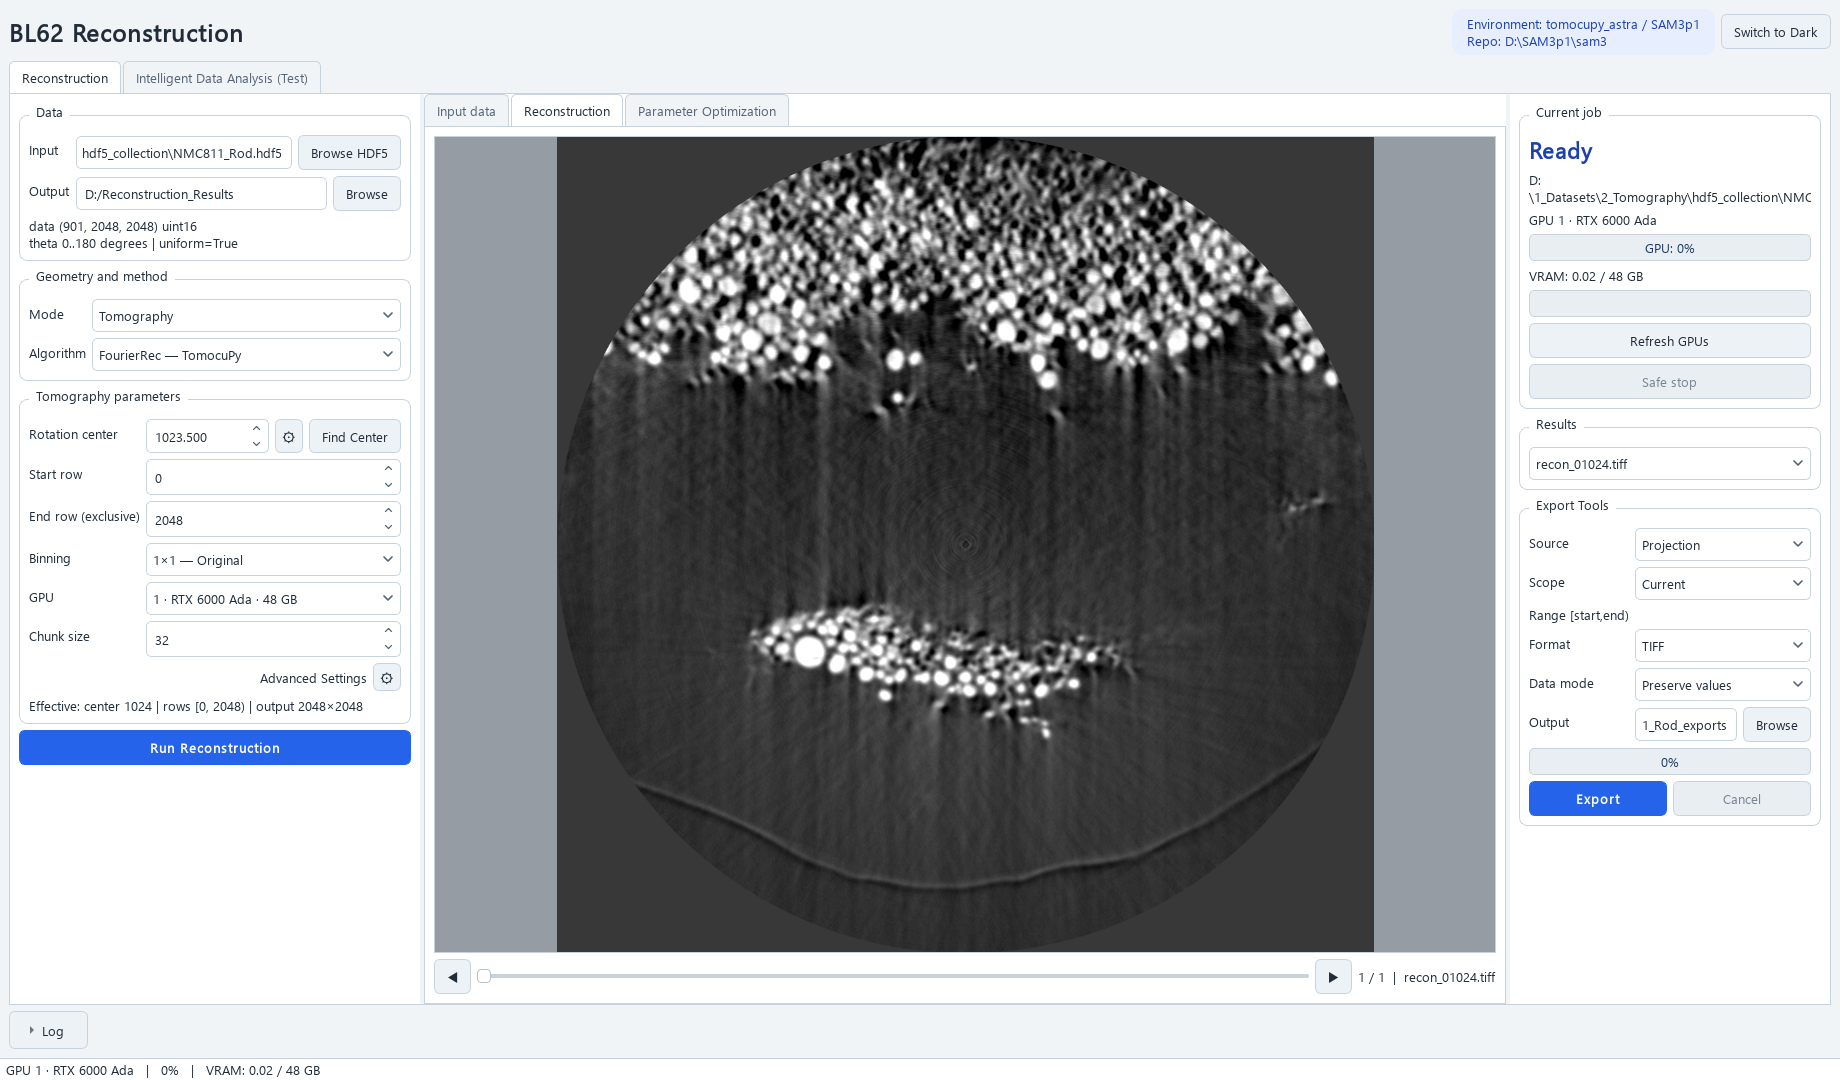 BL62 Reconstruction
Environment: tomocupy_astra / SAM3p1
Repo: D:\SAM3p1\sam3
Switch to Dark
Reconstruction
Intelligent Data Analysis (Test)
Data
Input
hdf5_collection\NMC811_Rod.hdf5
Browse HDF5
Output
D:/Reconstruction_Results
Browse
data (901, 2048, 2048) uint16
theta 0..180 degrees | uniform=True
Geometry and method
Mode
Tomography
Algorithm
FourierRec — TomocuPy
Tomography parameters
Rotation center
1023.500
Find Center
Start row
0
End row (exclusive)
2048
Binning
1×1 — Original
GPU
1 · RTX 6000 Ada · 48 GB
Chunk size
32
Advanced Settings
Effective: center 1024 | rows [0, 2048) | output 2048×2048
Run Reconstruction
Input data
Reconstruction
Parameter Optimization
1 / 1 | recon_01024.tiff
Current job
Ready
D:
\1_Datasets\2_Tomography\hdf5_collection\NMC
GPU 1 · RTX 6000 Ada
GPU: 0%
VRAM: 0.02 / 48 GB
Refresh GPUs
Safe stop
Results
recon_01024.tiff
Export Tools
Source
Projection
Scope
Current
Range [start,end)
Format
TIFF
Data mode
Preserve values
Output
1_Rod_exports
Browse
0%
Export
Cancel
Log
GPU 1 · RTX 6000 Ada | 0% | VRAM: 0.02 / 48 GB